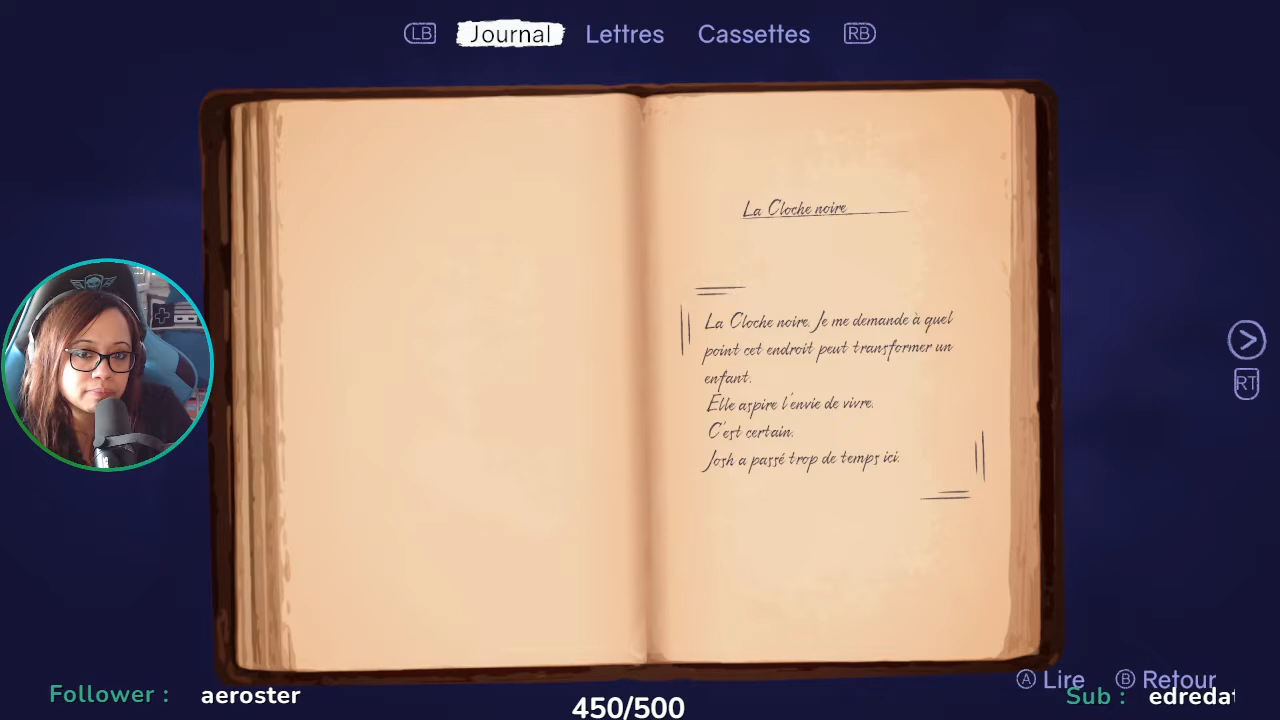 LB Journal Lettres Cassettes RB
La Cloche noire
La Cloche noire. Je me demande à quel
point cet endroit peut transformer un
enfant.
Elle aspire l'envie de vivre.
C'est certain.
Josh a passé trop de temps ici.
RT
A Lire B Retour
Follower : aeroster
450/500
Sub :